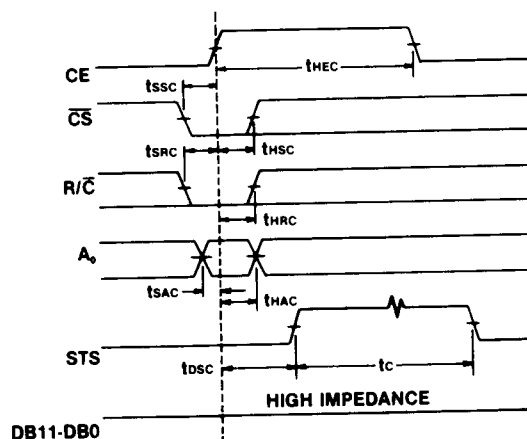 CE
tHEC
tSSC
CS
tSRC
tHSC
R/C
tHRC
A₀
tSAC
tHAC
STS
tDSC
tC
HIGH IMPEDANCE
DB11-DB0